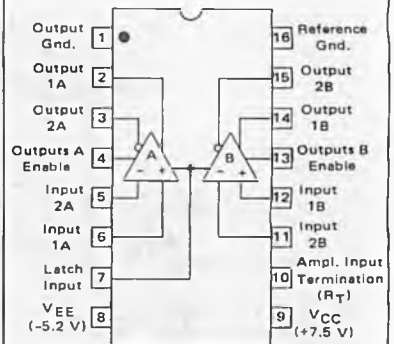 Output
Gnd.
1
16
Reference
Gnd.
Output
1A
2
15
Output
2B
Output
2A
3
14
Output
1B
Outputs A
Enable
4
A
B
13
Outputs B
Enable
Input
2A
5
− +
− +
12
Input
1B
Input
1A
6
11
Input
2B
Latch
Input
7
10
Ampl. Input
Termination
(RT)
VEE
(-5.2 V)
8
9
VCC
(+7.5 V)